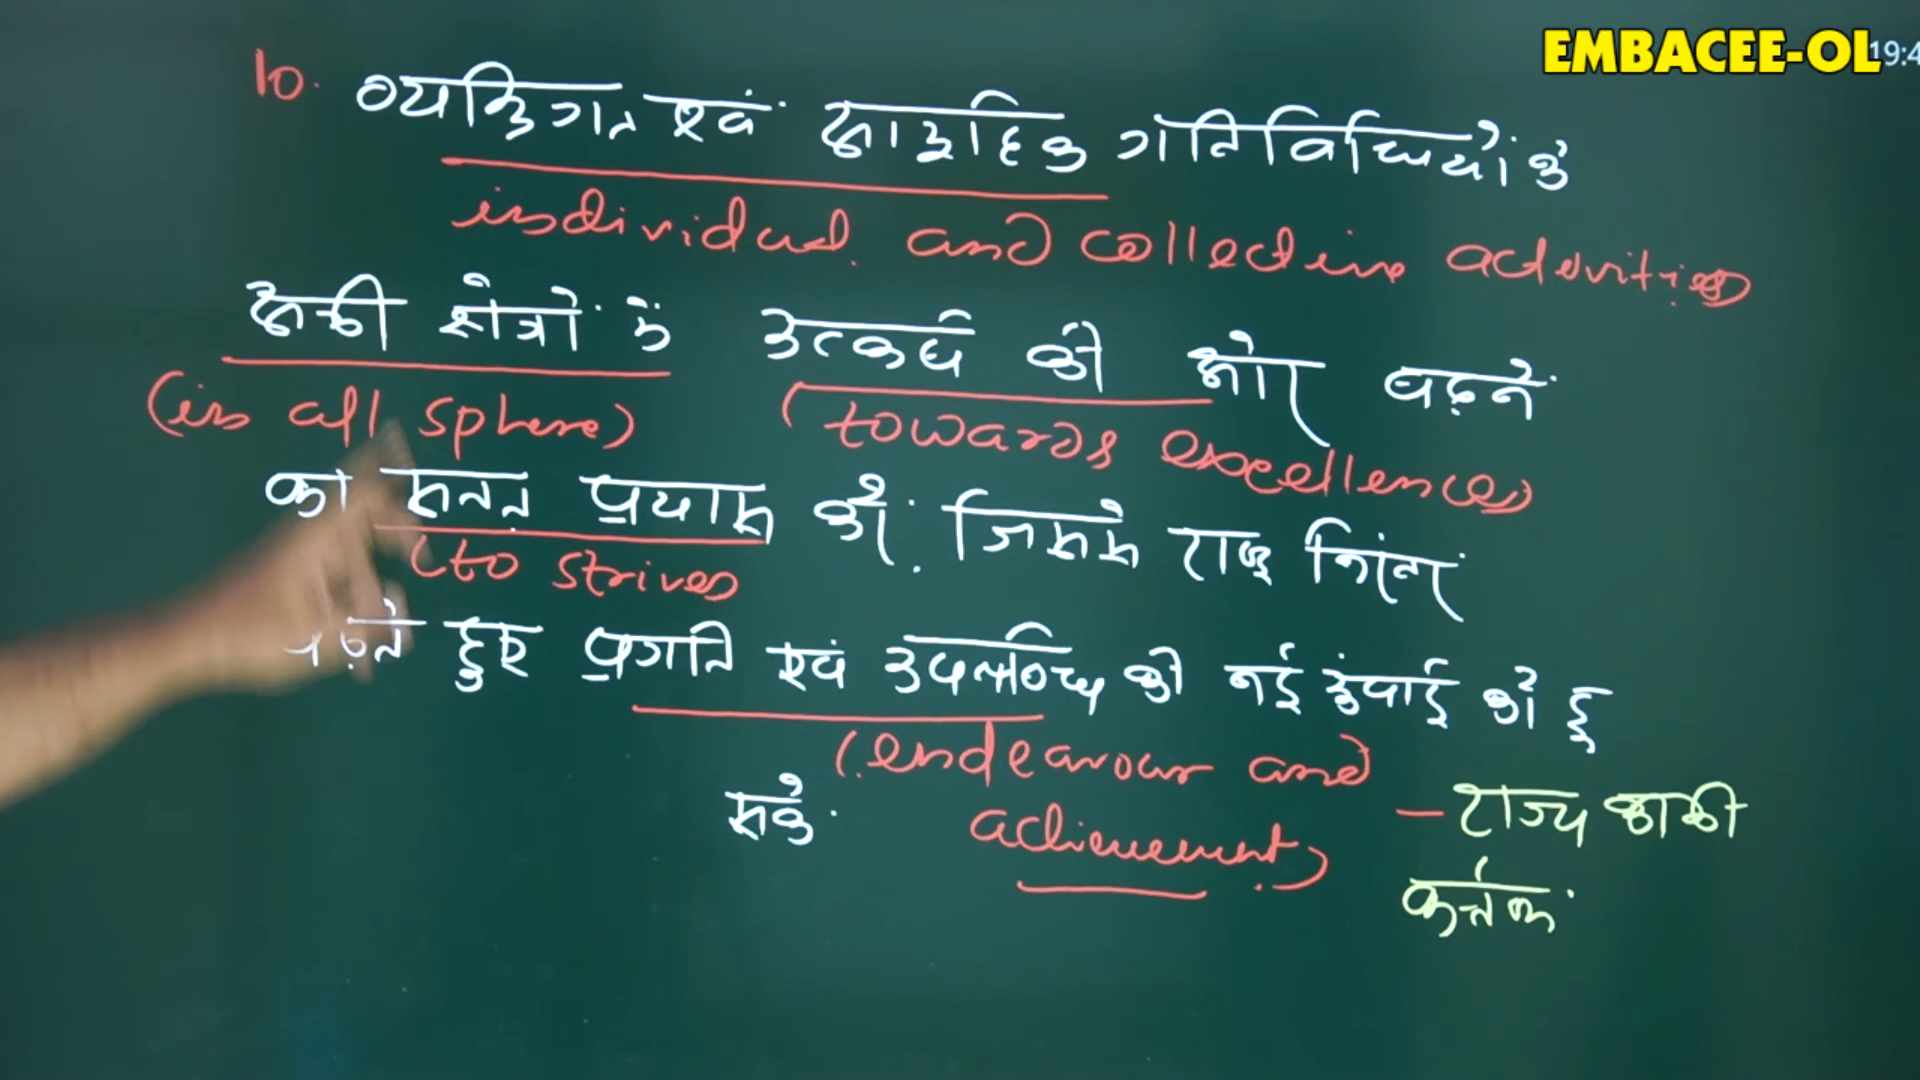 EMBACEE-OL 19:4
10. व्यक्तिगत एवं सामूहिक गतिविधियों के
individual and collective activities
सभी क्षेत्रों में उत्कर्ष की ओर बढ़ने
(in all sphere) (towards excellence)
का सतत् प्रयास करें. जिससे राष्ट्र निरंतर
(to strives
बढ़ते हुए प्रगति एवं उपलब्धि की नई ऊंचाई को छू
(endeavour and
सके.
achievement)
– राज्य का भी
कर्त्तव्य